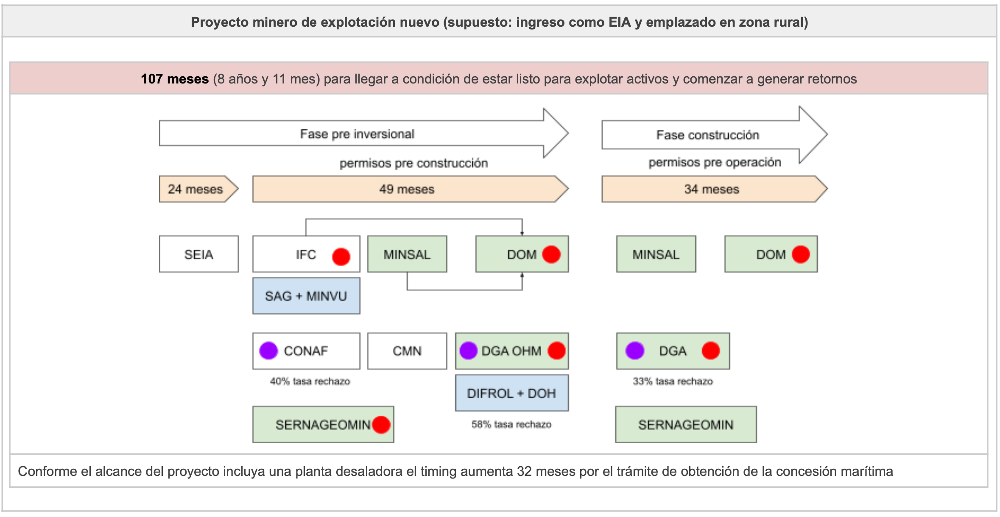 Proyecto minero de explotación nuevo (supuesto: ingreso como EIA y emplazado en zona rural)
107 meses (8 años y 11 mes) para llegar a condición de estar listo para explotar activos y comenzar a generar retornos
Fase pre inversional
Fase construcción
permisos pre construcción
permisos pre operación
24 meses
49 meses
34 meses
SEIA
IFC
MINSAL
DOM
MINSAL
DOM
SAG + MINVU
CONAF
CMN
DGA OHM
DGA
40% tasa rechazo
33% tasa rechazo
DIFROL + DOH
SERNAGEOMIN
58% tasa rechazo
SERNAGEOMIN
Conforme el alcance del proyecto incluya una planta desaladora el timing aumenta 32 meses por el trámite de obtención de la concesión marítima